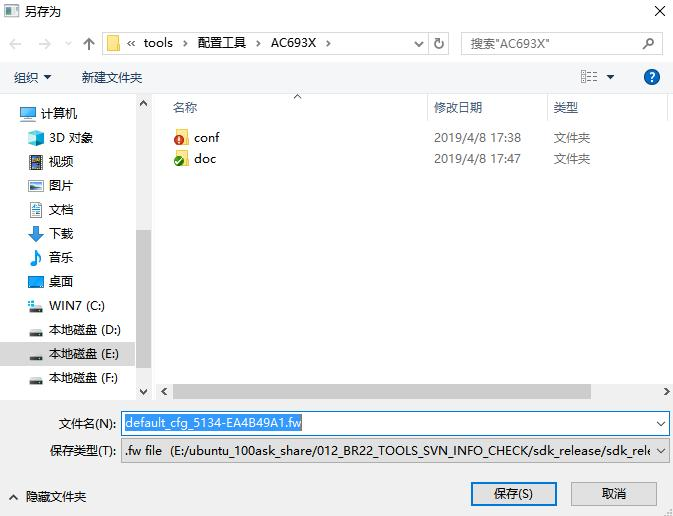 另存为
« tools › 配置工具 › AC693X ›
搜索"AC693X"
组织 新建文件夹
计算机
3D 对象
视频
图片
文档
下载
音乐
桌面
WIN7 (C:)
本地磁盘 (D:)
本地磁盘 (E:)
本地磁盘 (F:)
名称 修改日期 类型
conf 2019/4/8 17:38 文件夹
doc 2019/4/8 17:47 文件夹
文件名(N): default_cfg_5134-EA4B49A1.fw
保存类型(T): .fw file (E:/ubuntu_100ask_share/012_BR22_TOOLS_SVN_INFO_CHECK/sdk_release/sdk_rele
隐藏文件夹
保存(S) 取消